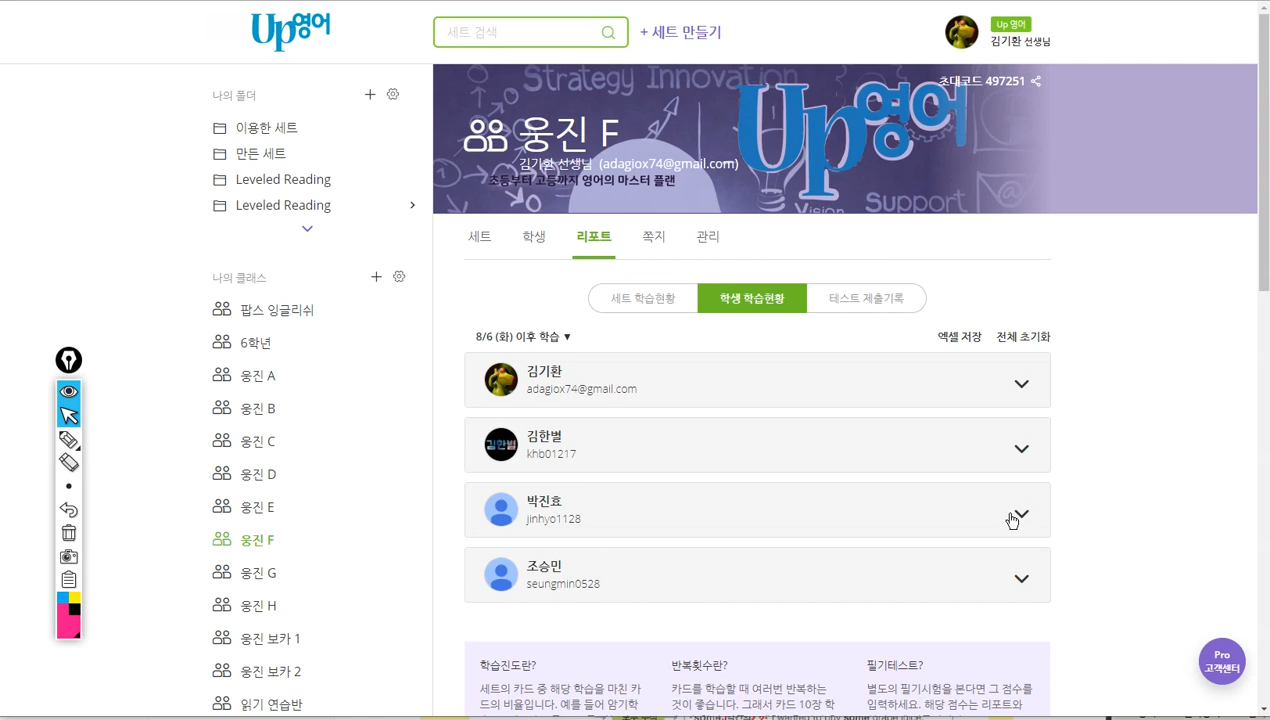 Up영어
세트 검색
+ 세트 만들기
Up 영어
김기환 선생님
나의 폴더
이용한 세트
만든 세트
Leveled Reading
Leveled Reading
나의 클래스
팝스 잉글리쉬
6학년
웅진 A
웅진 B
웅진 C
웅진 D
웅진 E
웅진 F
웅진 G
웅진 H
웅진 보카 1
웅진 보카 2
읽기 연습반
Strategy Innovation
초대코드 497251
웅진 F
Up영어
김기환 선생님 (adagiox74@gmail.com)
초등부터 고등까지 영어의 마스터 플랜
Vision
Support
세트 학생 리포트 쪽지 관리
세트 학습현황 학생 학습현황 테스트 제출기록
8/6 (화) 이후 학습 ▼ 엑셀 저장 전체 초기화
김기환
adagiox74@gmail.com
김한별
khb01217
박진효
jinhyo1128
조승민
seungmin0528
학습진도란?
세트의 카드 중 해당 학습을 마친 카
드의 비율입니다. 예를 들어 암기학
반복횟수란?
카드를 학습할 때 여러번 반복하는
것이 좋습니다. 그래서 카드 10장 학
필기테스트?
별도의 필기시험을 본다면 그 점수를
입력하세요. 해당 점수는 리포트와
Pro
고객센터